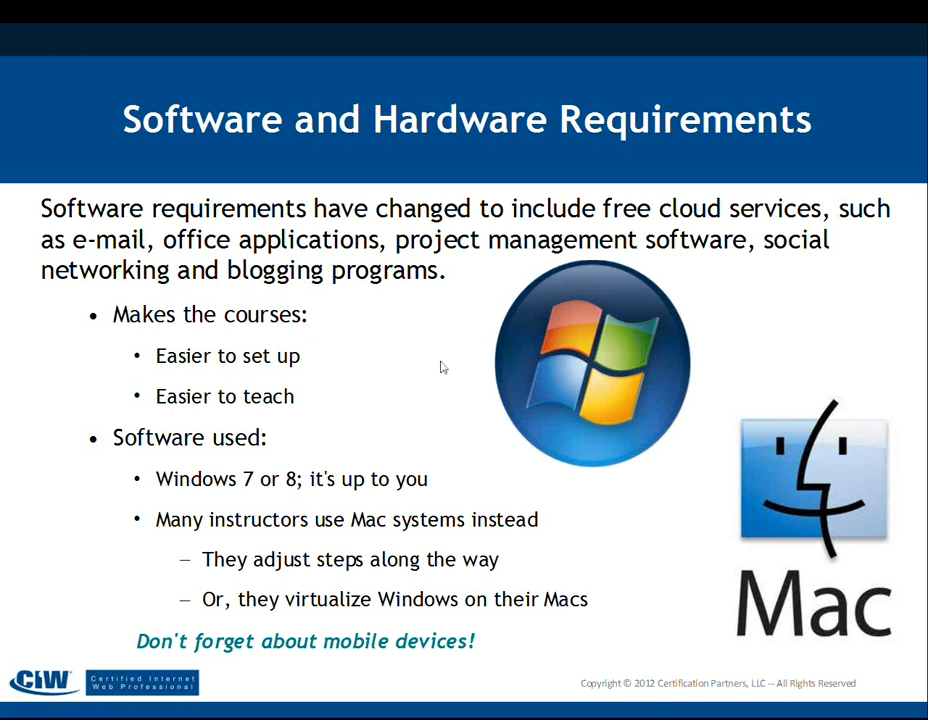 Software and Hardware Requirements
Software requirements have changed to include free cloud services, such
as e-mail, office applications, project management software, social
networking and blogging programs.
• Makes the courses:
• Easier to set up
• Easier to teach
• Software used:
• Windows 7 or 8; it's up to you
• Many instructors use Mac systems instead
– They adjust steps along the way
– Or, they virtualize Windows on their Macs
Don't forget about mobile devices!
Mac
CIW
Certified Internet
Web Professional
Copyright © 2012 Certification Partners, LLC -- All Rights Reserved